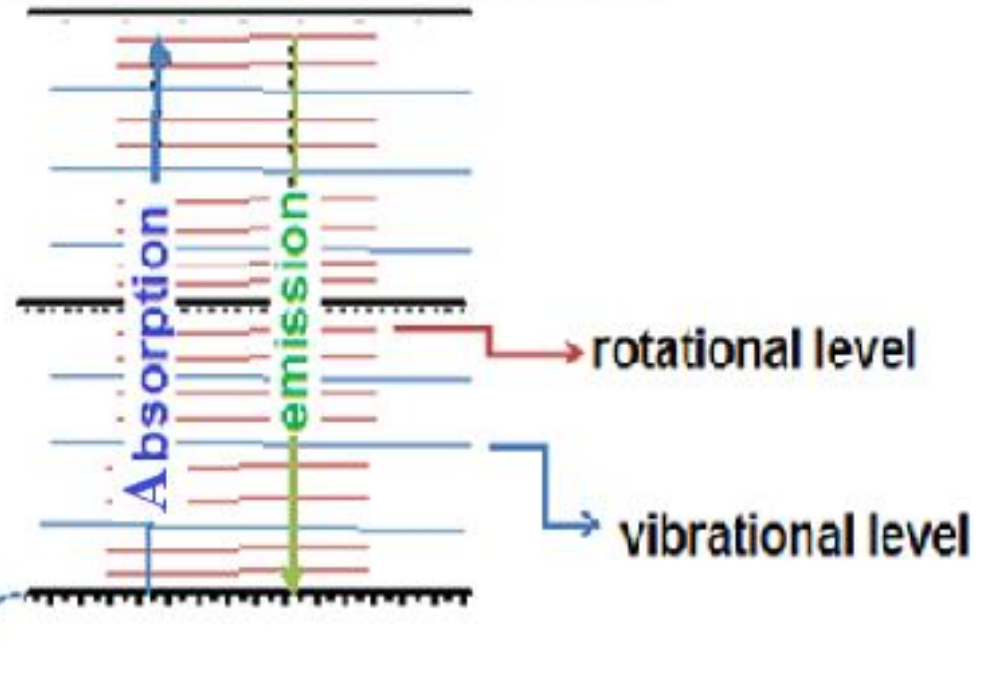 Absorption
emission
rotational level
vibrational level